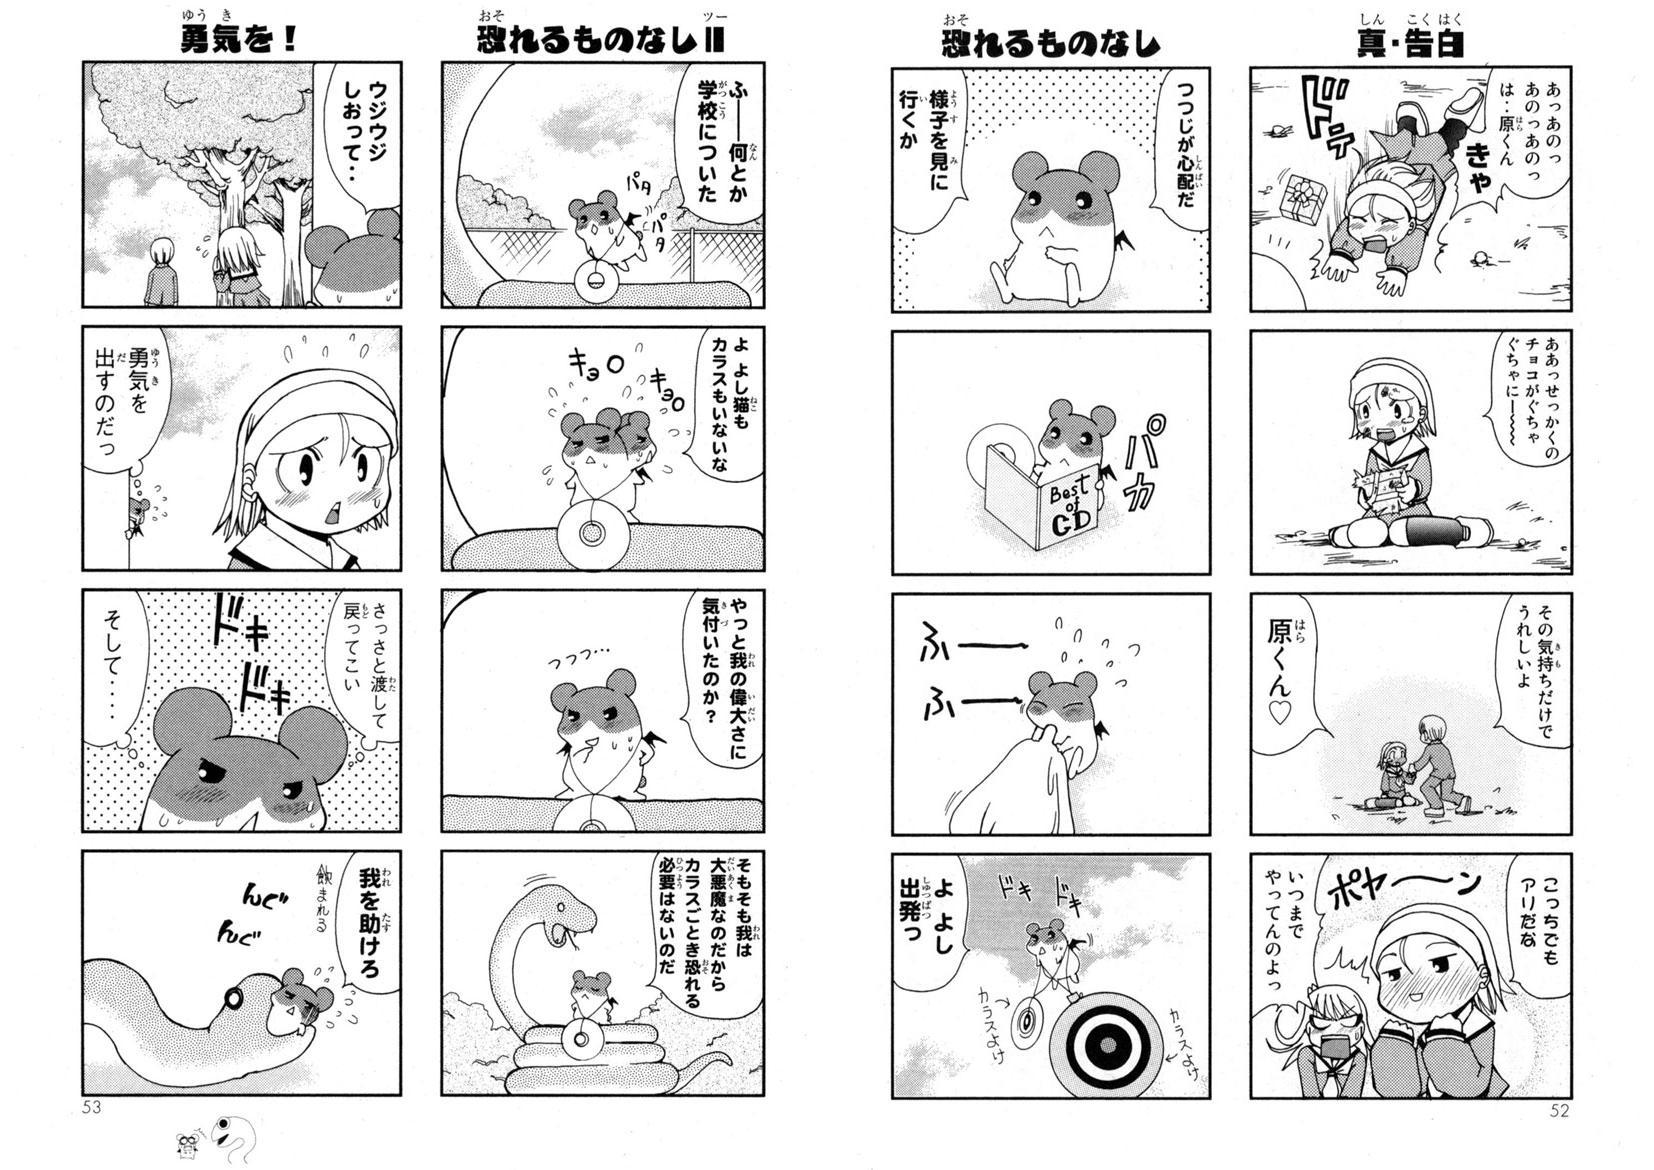 真・告白
あっあのっ
あのっあのっ
は‥原くん
きゃ
ドテ
ああっせっかくの
チョコがぐちゃ
ぐちゃにー
その気持ちだけで
うれしいよ
原くん♡
こっちでも
アリだな
ポヤーーン
いつまで
やってんのよっ
恐れるものなし
つつじが心配だ
様子を見に
行くか
パカ
Best
of
CD
ふーー
ふーー
よ よし
出発っ
ドキ
ドキ
カラスよけ
カラスよけ
恐れるものなしⅡ
ふー何とか
学校についた
パタ
パタ
よ よし猫も
カラスもいないな
キョロ
キョロ
やっと我の偉大さに
気付いたのか?
フフフ…
そもそも我は
大悪魔なのだから
カラスごとき恐れる
必要はないのだ
勇気を!
ウジウジ
しおって‥
勇気を
出すのだっ
さっさと渡して
戻ってこい
ドキ
ドキ
そして・・・・
我を助けろ
飲まれる
んぐ
んぐ
53
52